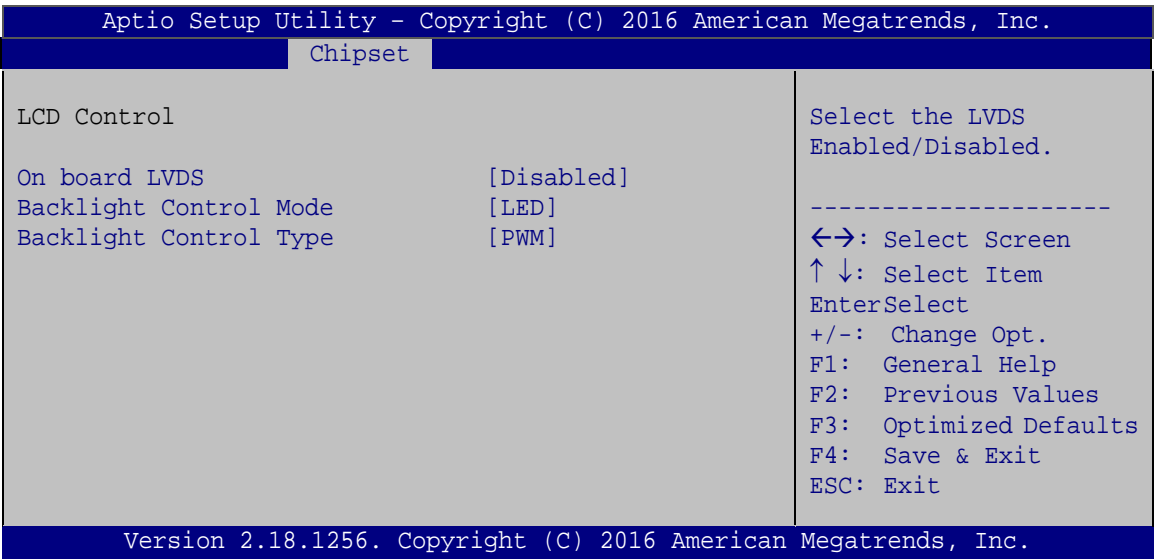 Aptio Setup Utility – Copyright (C) 2016 American Megatrends, Inc.
Chipset
LCD Control
On board LVDS [Disabled]
Backlight Control Mode [LED]
Backlight Control Type [PWM]
Select the LVDS
Enabled/Disabled.
---------------------
←→: Select Screen
↑ ↓: Select Item
EnterSelect
+/-: Change Opt.
F1: General Help
F2: Previous Values
F3: Optimized Defaults
F4: Save & Exit
ESC: Exit
Version 2.18.1256. Copyright (C) 2016 American Megatrends, Inc.